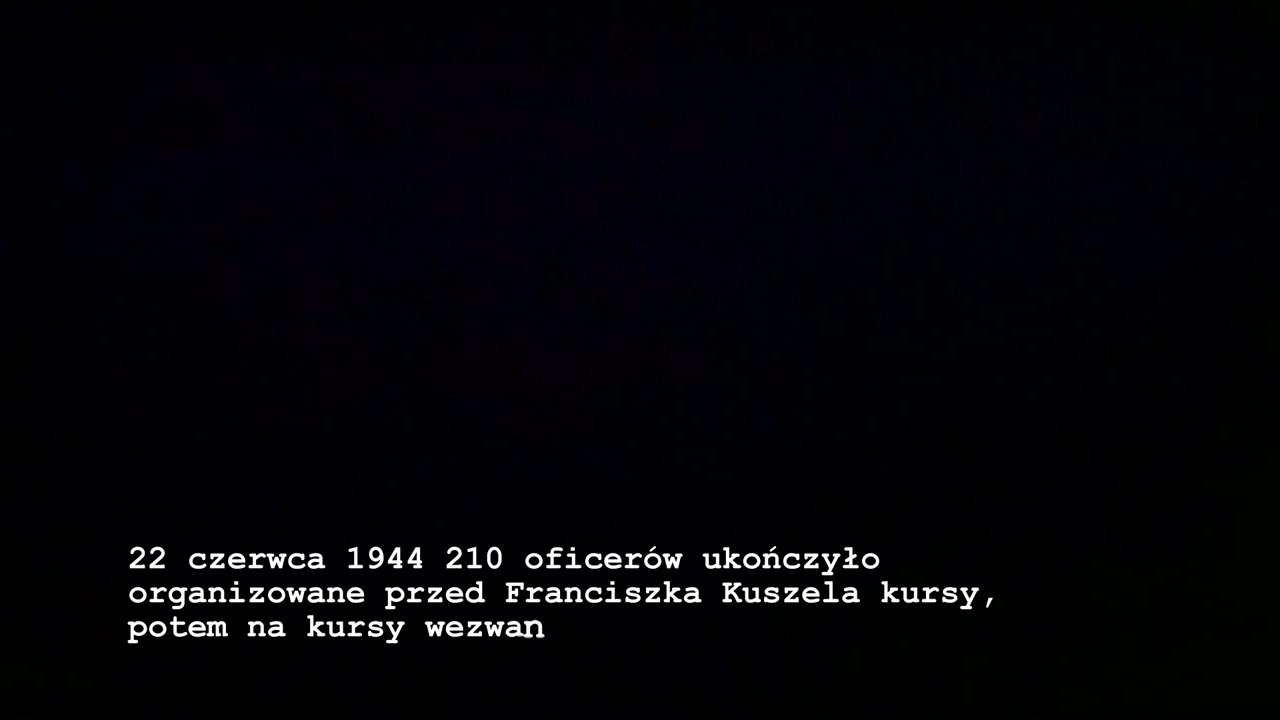 22 czerwca 1944 210 oficerów ukończyło
organizowane przed Franciszka Kuszela kursy,
potem na kursy wezwan